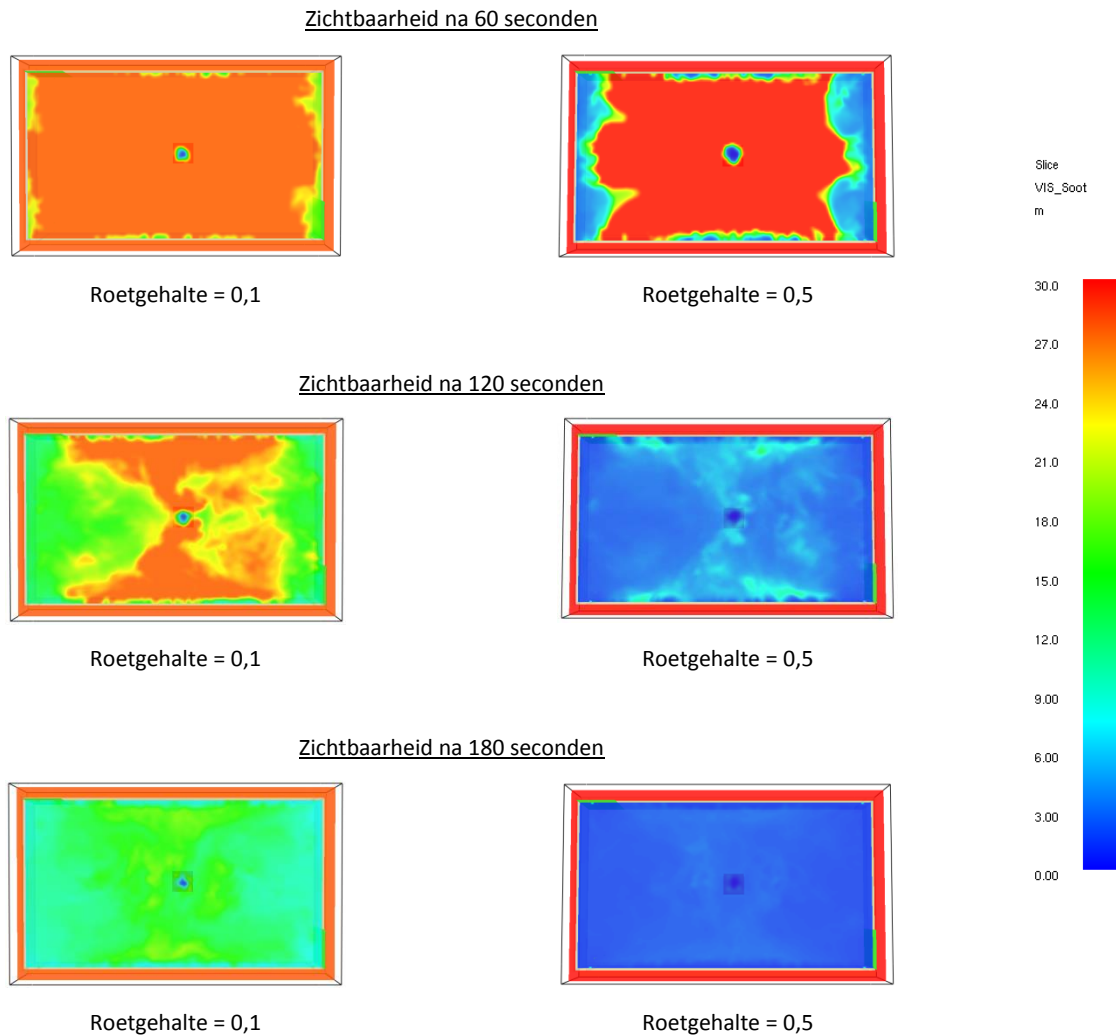 Zichtbaarheid na 60 seconden
Roetgehalte = 0,1
Roetgehalte = 0,5
Zichtbaarheid na 120 seconden
Roetgehalte = 0,1
Roetgehalte = 0,5
Zichtbaarheid na 180 seconden
Roetgehalte = 0,1
Roetgehalte = 0,5
Slice
VIS_Soot
m
30.0
27.0
24.0
21.0
18.0
15.0
12.0
9.00
6.00
3.00
0.00